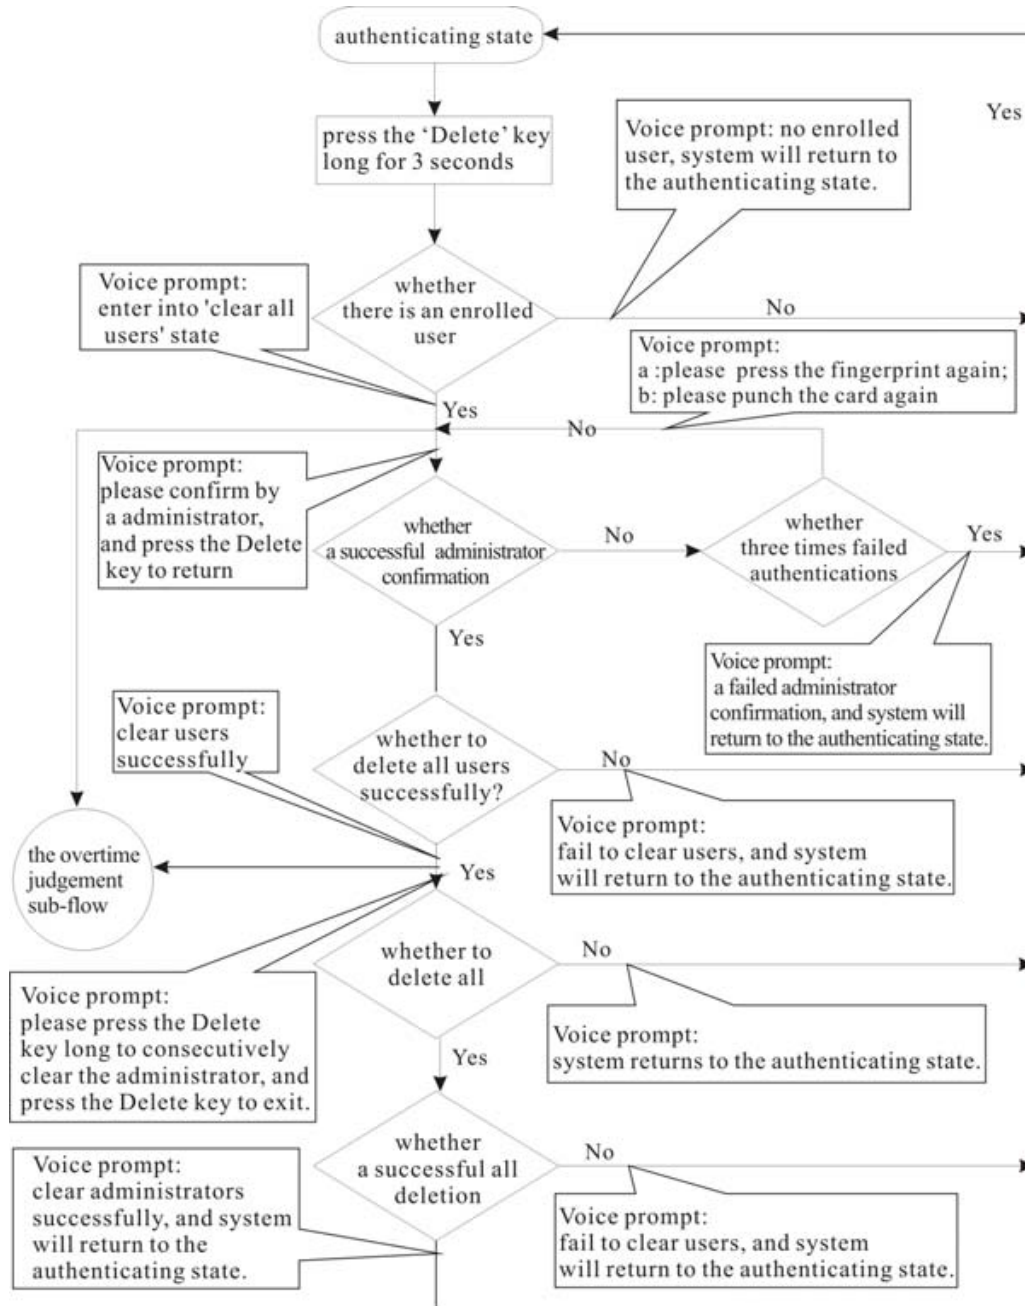 authenticating state
Yes
press the ‘Delete’ key
long for 3 seconds
Voice prompt: no enrolled
user, system will return to
the authenticating state.
Voice prompt:
enter into 'clear all
users' state
whether
there is an enrolled
user
No
Voice prompt:
a :please press the fingerprint again;
b: please punch the card again
Yes
No
Voice prompt:
please confirm by
a administrator,
and press the Delete
key to return
whether
a successful administrator
confirmation
No
whether
three times failed
authentications
Yes
Yes
Voice prompt:
a failed administrator
confirmation, and system will
return to the authenticating state.
Voice prompt:
clear users
successfully
whether to
delete all users
successfully?
No
Voice prompt:
fail to clear users, and system
will return to the authenticating state.
the overtime
judgement
sub-flow
Yes
whether to
delete all
No
Voice prompt:
please press the Delete
key long to consecutively
clear the administrator, and
press the Delete key to exit.
Voice prompt:
system returns to the authenticating state.
Yes
whether
a successful all
deletion
No
Voice prompt:
clear administrators
successfully, and system
will return to the
authenticating state.
Voice prompt:
fail to clear users, and system
will return to the authenticating state.